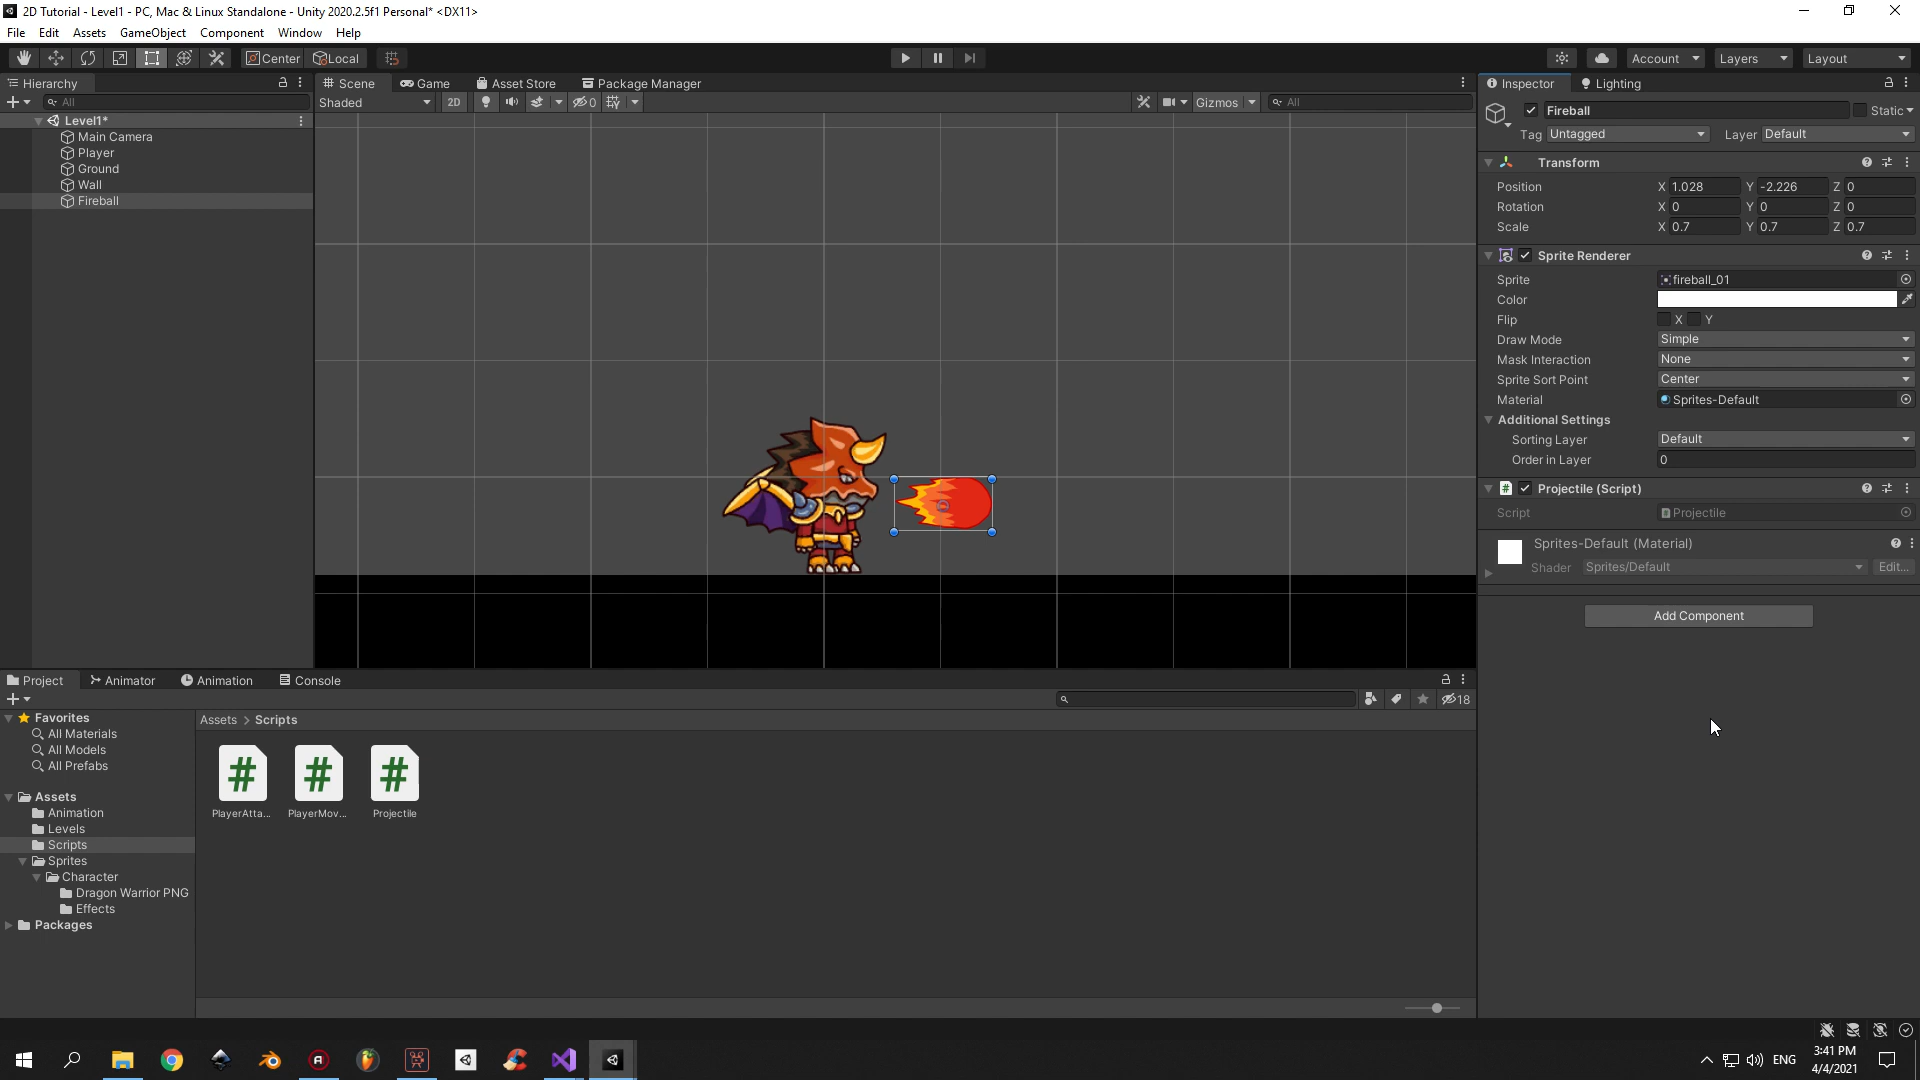 2D Tutorial - Level1 - PC, Mac & Linux Standalone - Unity 2020.2.5f1 Personal* <DX11>
File Edit Assets GameObject Component Window Help
Center Local Account Layers Layout
Hierarchy
All
Level1*
Main Camera
Player
Ground
Wall
Fireball
Scene Game Asset Store Package Manager
Shaded 2D 0 Gizmos All
Inspector Lighting
Fireball Static
Tag Untagged Layer Default
Transform
Position X 1.028 Y -2.226 Z 0
Rotation X 0 Y 0 Z 0
Scale X 0.7 Y 0.7 Z 0.7
Sprite Renderer
Sprite fireball_01
Color
Flip X Y
Draw Mode Simple
Mask Interaction None
Sprite Sort Point Center
Material Sprites-Default
Additional Settings
Sorting Layer Default
Order in Layer 0
# Projectile (Script)
Script Projectile
Sprites-Default (Material)
Shader Sprites/Default Edit...
Add Component
Project Animator Animation Console
18
Favorites
All Materials
All Models
All Prefabs
Assets
Animation
Levels
Scripts
Sprites
Character
Dragon Warrior PNG
Effects
Packages
Assets > Scripts
# # #
PlayerAtta... PlayerMov... Projectile
ENG 3:41 PM
4/4/2021